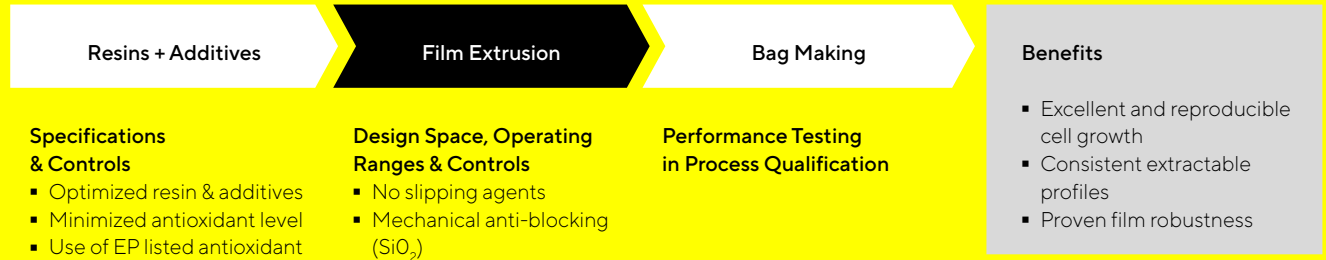 Resins + Additives
Film Extrusion
Bag Making
Benefits
Specifications
& Controls
▪ Optimized resin & additives
▪ Minimized antioxidant level
▪ Use of EP listed antioxidant
Design Space, Operating
Ranges & Controls
▪ No slipping agents
▪ Mechanical anti-blocking
(Si0₂)
Performance Testing
in Process Qualification
▪ Excellent and reproducible
cell growth
▪ Consistent extractable
profiles
▪ Proven film robustness